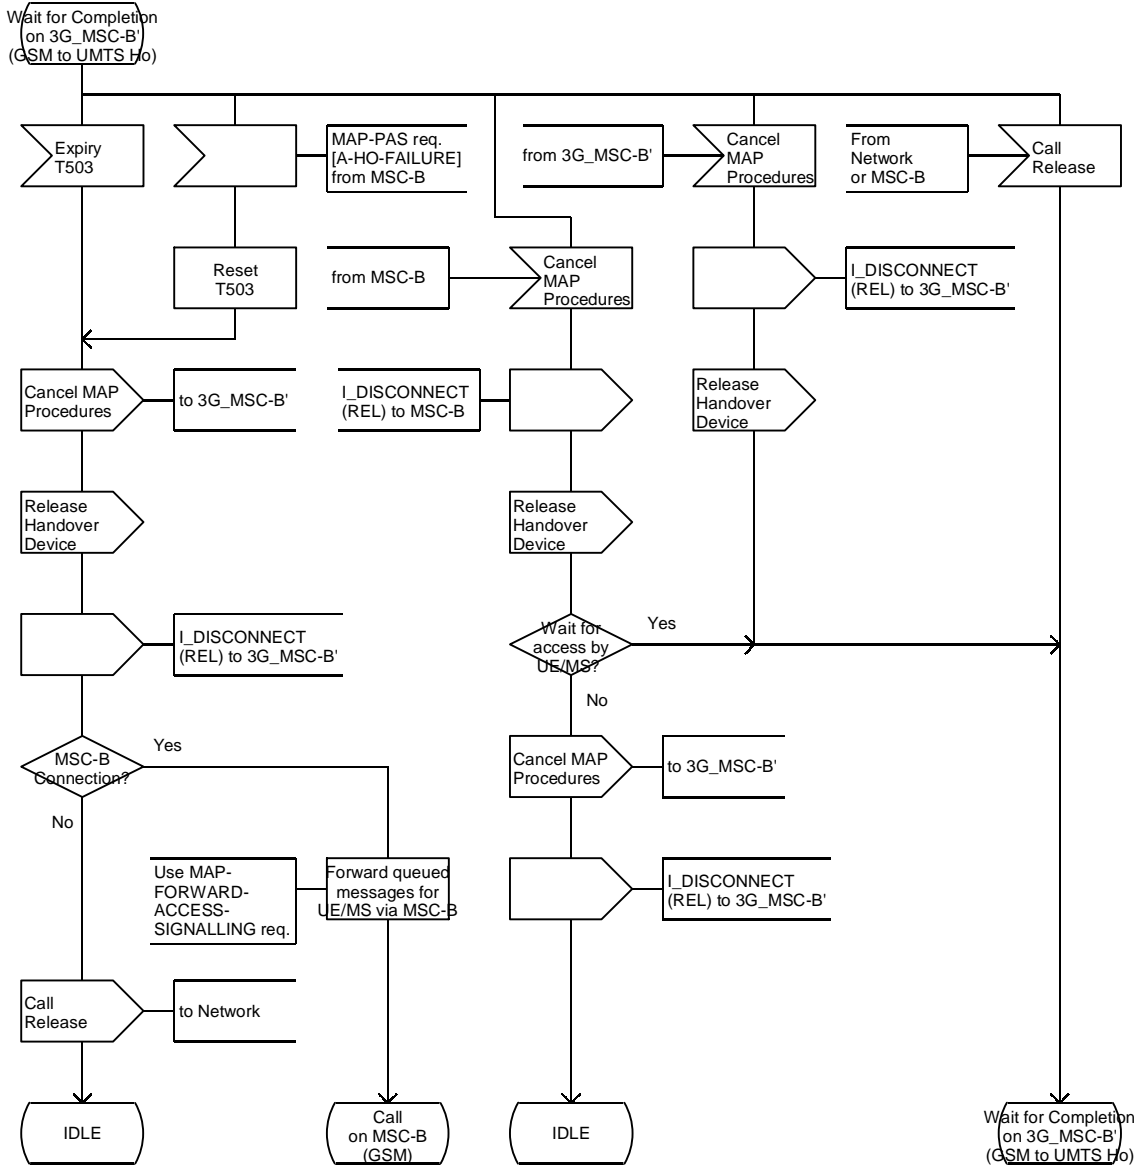 Wait for Completion
on 3G_MSC-B'
(GSM to UMTS Ho)
Expiry
T503
MAP-PAS req.
[A-HO-FAILURE]
from MSC-B
from 3G_MSC-B'
Cancel
MAP
Procedures
From
Network
or MSC-B
Call
Release
Reset
T503
from MSC-B
Cancel
MAP
Procedures
I_DISCONNECT
(REL) to 3G_MSC-B'
Cancel MAP
Procedures
to 3G_MSC-B'
I_DISCONNECT
(REL) to MSC-B
Release
Handover
Device
Release
Handover
Device
Release
Handover
Device
I_DISCONNECT
(REL) to 3G_MSC-B'
Wait for
access by
UE/MS?
Yes
No
MSC-B
Connection?
Yes
No
Cancel MAP
Procedures
to 3G_MSC-B'
Use MAP-
FORWARD-
ACCESS-
SIGNALLING req.
Forward queued
messages for
UE/MS via MSC-B
I_DISCONNECT
(REL) to 3G_MSC-B'
Call
Release
to Network
IDLE
Call
on MSC-B
(GSM)
IDLE
Wait for Completion
on 3G_MSC-B'
(GSM to UMTS Ho)